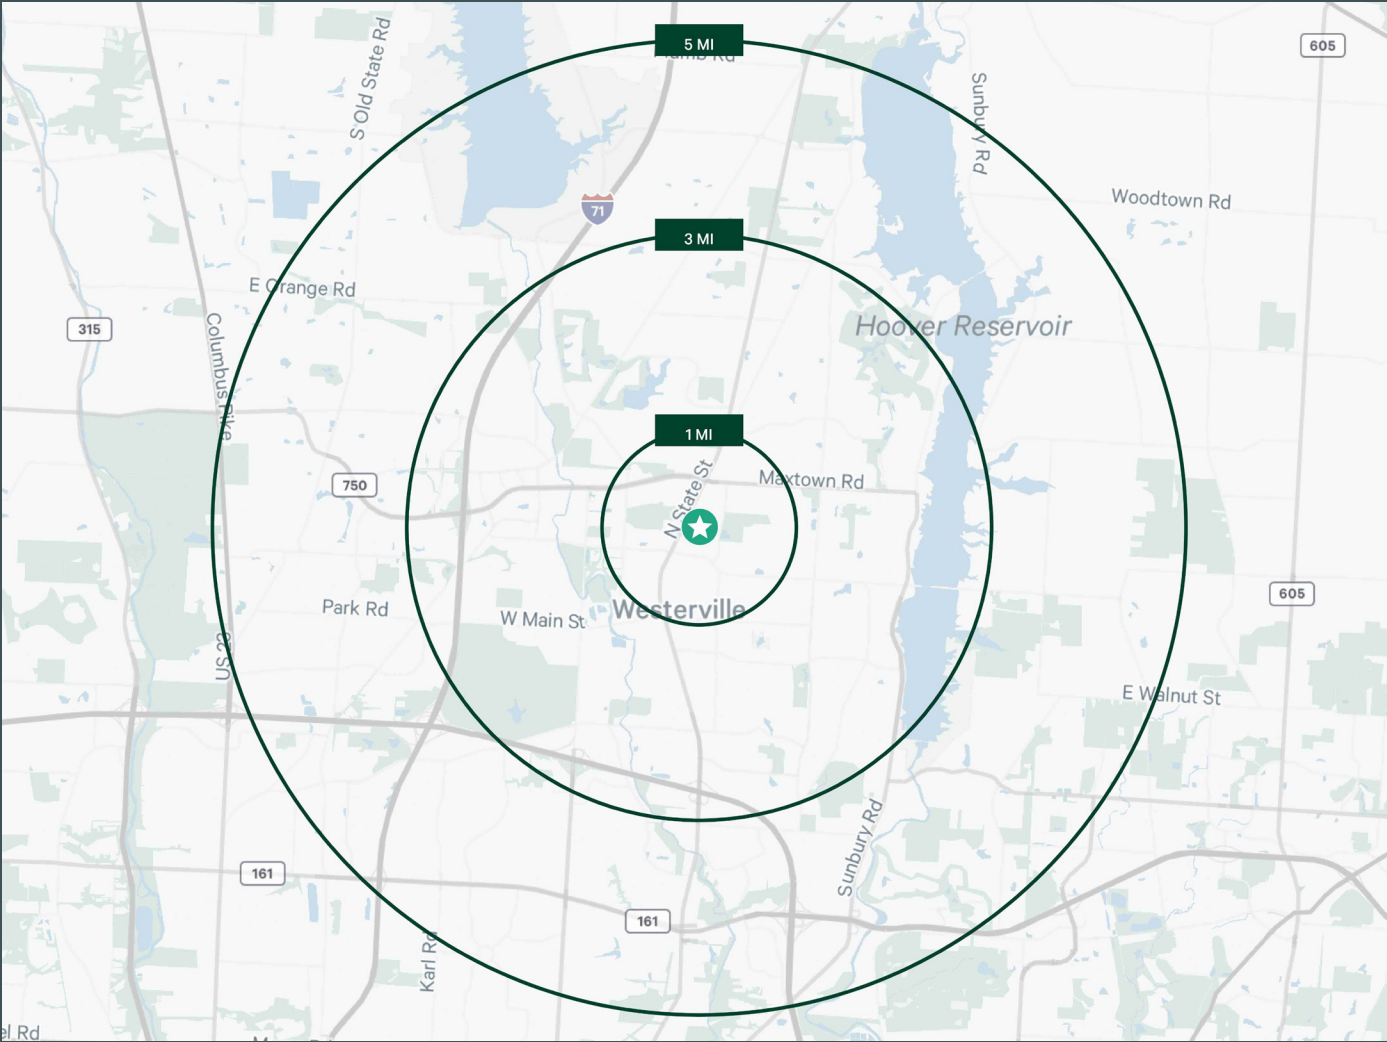 5 MI
605
S Old State Rd
Sunbury Rd
Woodtown Rd
71
3 MI
E Orange Rd
315
Hoover Reservoir
Columbus Pike
1 MI
750
N State St
Maxtown Rd
605
Park Rd
W Main St
Westerville
US 23
E Walnut St
Sunbury Rd
161
161
Karl Rd
Rd